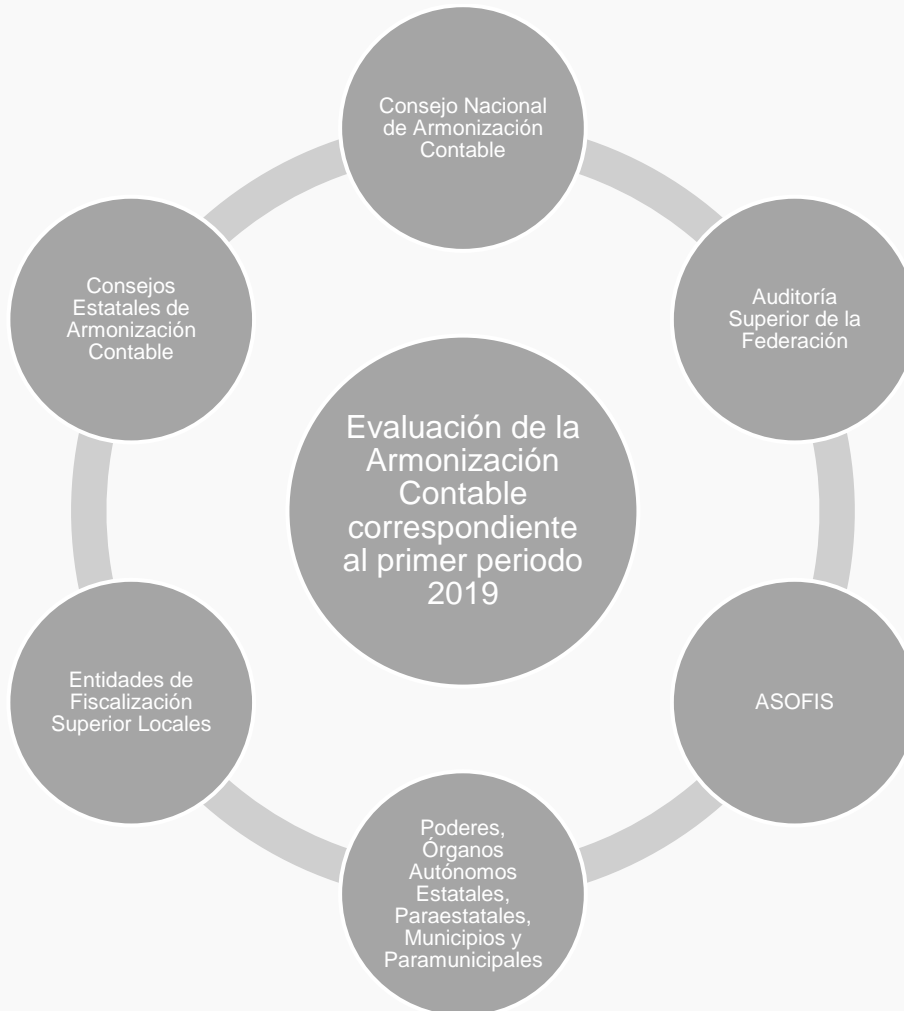 Consejo Nacional
de Armonización
Contable
Auditoría
Superior de la
Federación
ASOFIS
Poderes,
Órganos
Autónomos
Estatales,
Paraestatales,
Municipios y
Paramunicipales
Entidades de
Fiscalización
Superior Locales
Consejos
Estatales de
Armonización
Contable
Evaluación de la
Armonización
Contable
correspondiente
al primer periodo
2019